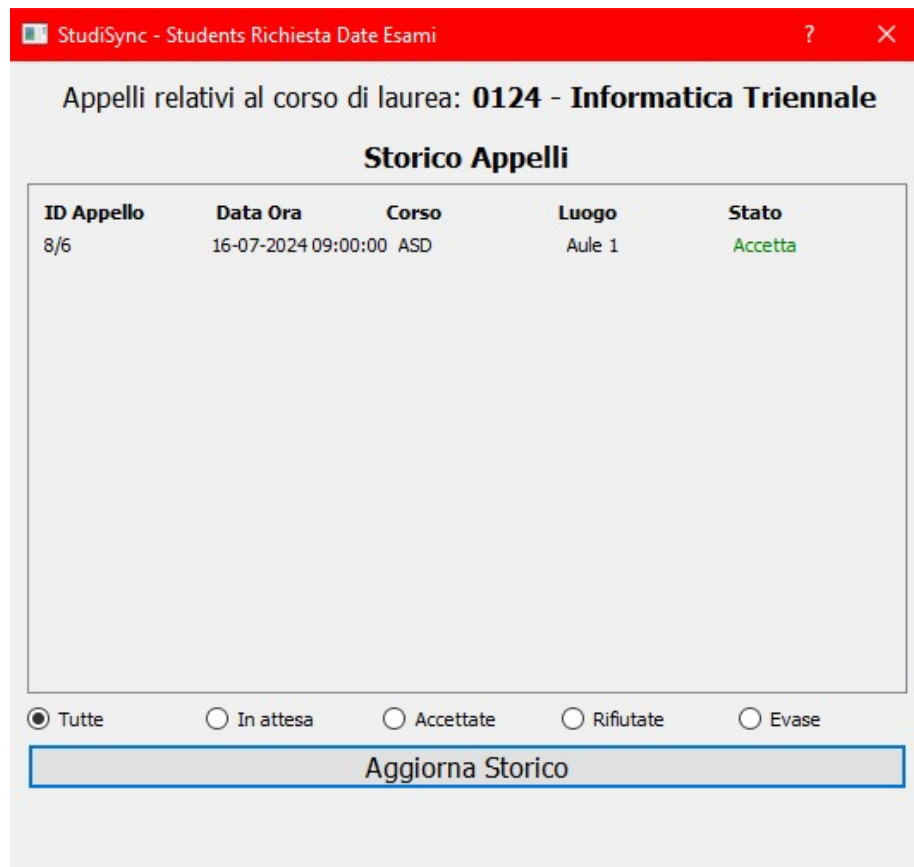 StudiSync - Students Richiesta Date Esami ? ×
Appelli relativi al corso di laurea: 0124 - Informatica Triennale
Storico Appelli
ID Appello Data Ora Corso Luogo Stato
8/6 16-07-2024 09:00:00 ASD Aule 1 Accetta
Tutte In attesa Accettate Rifiutate Evase
Aggiorna Storico